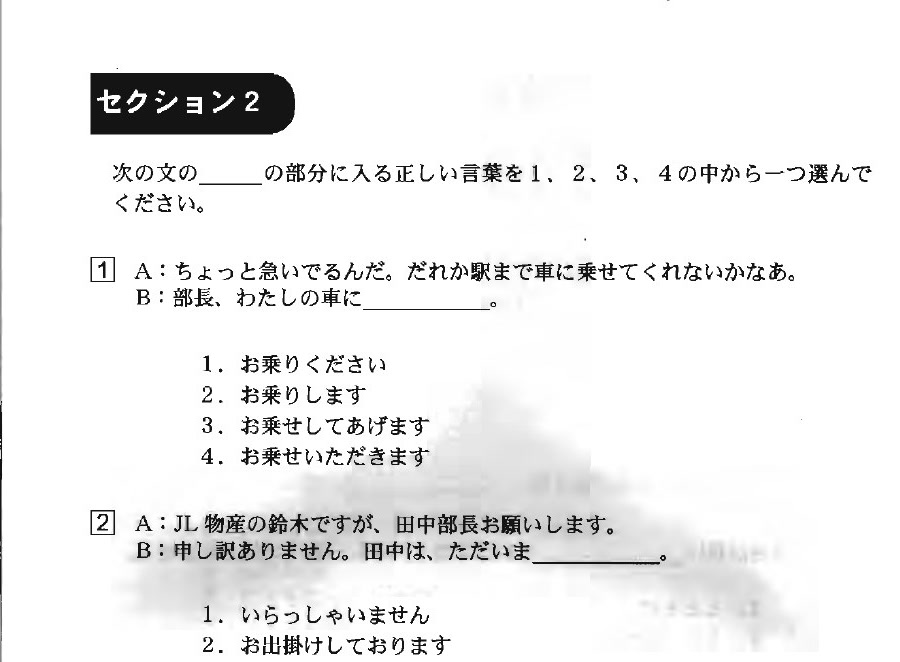 セクション2
次の文の______の部分に入る正しい言葉を1、2、3、4の中から一つ選んで
ください。
1 A:ちょっと急いでるんだ。だれか駅まで車に乗せてくれないかなあ。
B:部長、わたしの車に____________。
1.お乗りください
2.お乗りします
3.お乗せしてあげます
4.お乗せいただきます
2 A:JL物産の鈴木ですが、田中部長お願いします。
B:申し訳ありません。田中は、ただいま____________。
1.いらっしゃいません
2.お出掛けしております